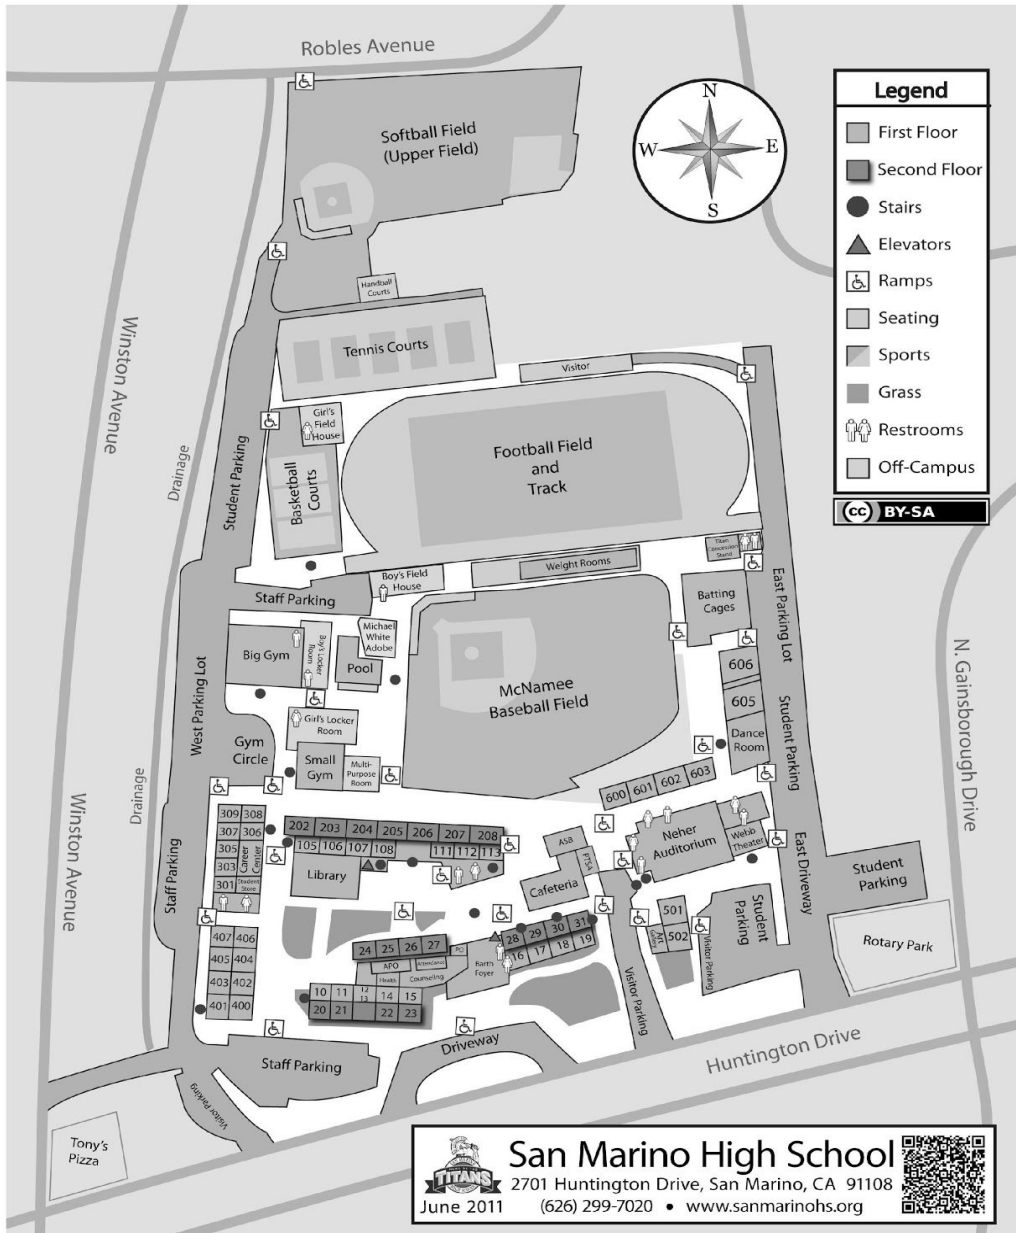 Robles Avenue
Softball Field
(Upper Field)
N
W
E
S
Legend
First Floor
Second Floor
Stairs
Elevators
Ramps
Seating
Sports
Grass
Restrooms
Off-Campus
cc BY-SA
Handball
Courts
Tennis Courts
Visitor
Winston Avenue
Drainage
Student Parking
Girl's
Field
House
Basketball
Courts
Football Field
and
Track
Titan
Concession
Stand
Boy's Field
House
Weight Rooms
Staff Parking
Batting
Cages
East Parking Lot
Michael
White
Adobe
Big Gym
Boy's Locker
Room
Pool
McNamee
Baseball Field
606
605
Dance
Room
Student Parking
N. Gainsborough Drive
West Parking Lot
Girl's Locker
Room
Gym
Circle
Small
Gym
Multi-
Purpose
Room
600 601 602 603
Drainage
Winston Avenue
309 308
307 306
305
303
301
Career
Center
Student
Store
202 203 204 205 206 207 208
105 106 107 108
111 112 113
Library
ASB
PTSA
Cafeteria
Neher
Auditorium
Webb
Theater
East Driveway
Student
Parking
Staff Parking
407 406
405 404
403 402
401 400
24 25 26 27
APO
Attendance
Health
Counseling
PO
Barth
Foyer
28 29 30 31
16 17 18 19
501
502
Art
Gallery
Visitor Parking
Student
Parking
Rotary Park
10 11 12 13 14 15
20 21 22 23
Visitor Parking
Driveway
Staff Parking
Huntington Drive
Visitor Parking
Tony's
Pizza
TITANS
June 2011
San Marino High School
2701 Huntington Drive, San Marino, CA 91108
(626) 299-7020 • www.sanmarinohs.org